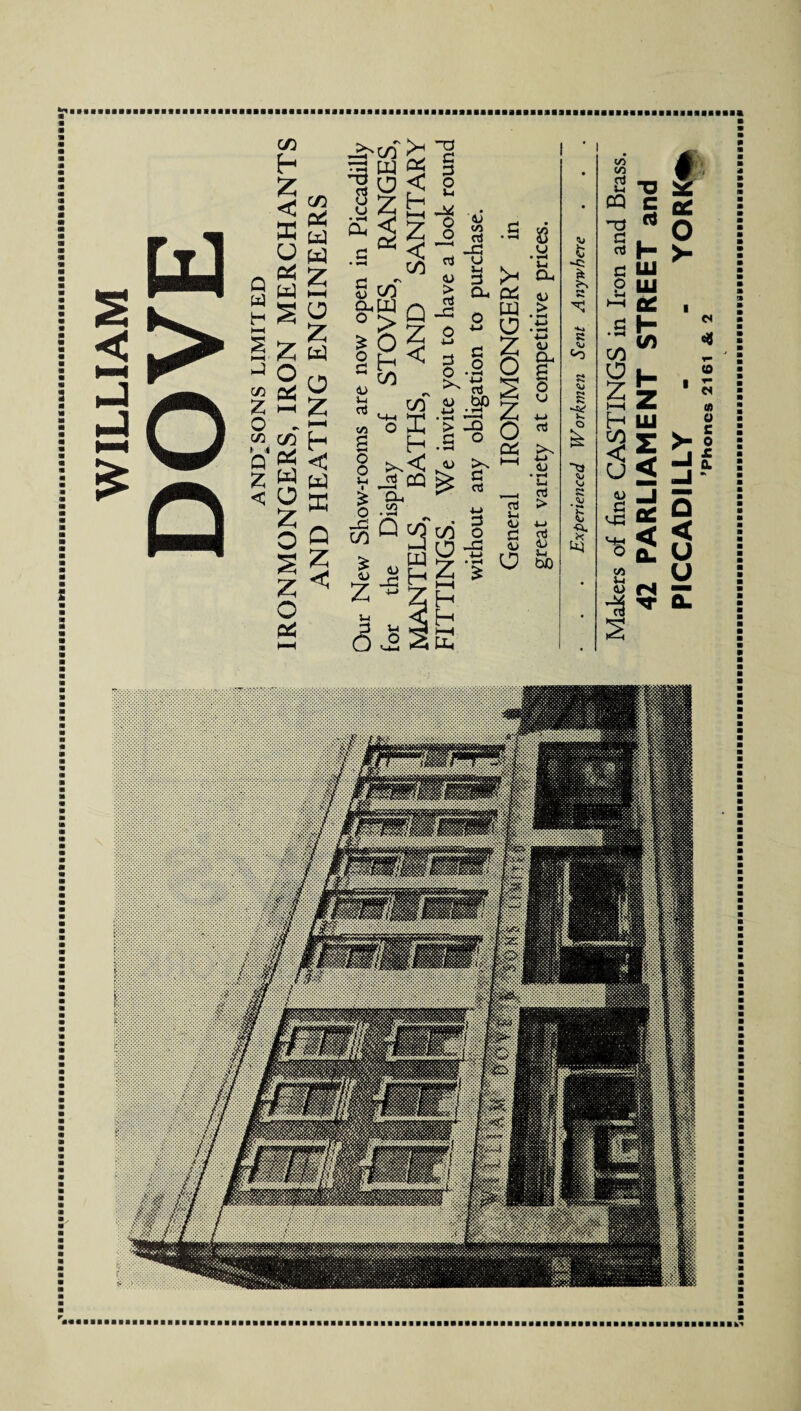 WILLIAM
DOVE
AND SONS LIMITED
IRONMONGERS, IRON MERCHANTS
AND HEATING ENGINEERS
Our New Show-rooms are now open in Piccadilly
for the Display of STOVES, RANGES,
MANTELS, BATHS, AND SANITARY
FITTINGS. We invite you to have a look round
without any obligation to purchase.
General IRONMONGERY in
great variety at competitive prices.
. . . Experienced Workmen Sent Anywhere . . .
Makers of fine CASTINGS in Iron and Brass.
42 PARLIAMENT STREET and
PICCADILLY - - YORK
'Phones 2161 & 2
WILLIAM DOVE & SONS LIMITED